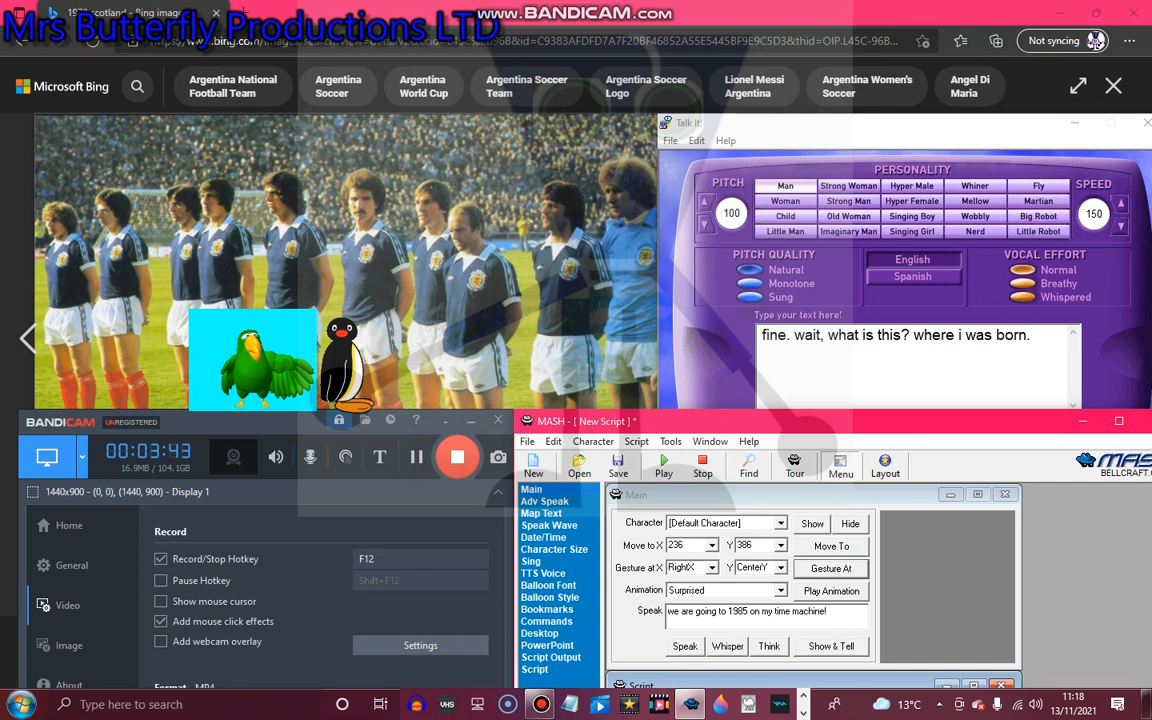 1978 scotland - Bing images
www.BANDICAM.com
Mrs Butterfly Productions LTD
Not syncing
Microsoft Bing
Argentina National Football Team
Argentina Soccer
Argentina World Cup
Argentina Soccer Team
Argentina Soccer Logo
Lionel Messi Argentina
Argentina Women's Soccer
Angel Di Maria
Talk It!
File Edit Help
PERSONALITY
PITCH
100
Man Strong Woman Hyper Male Whiner Fly
Woman Strong Man Hyper Female Mellow Martian
Child Old Woman Singing Boy Wobbly Big Robot
Little Man Imaginary Man Singing Girl Nerd Little Robot
SPEED
150
PITCH QUALITY
Natural
Monotone
Sung
English
Spanish
VOCAL EFFORT
Normal
Breathy
Whispered
Type your text here!
fine. wait, what is this? where i was born.
BANDICAM UNREGISTERED
00:03:43
16.9MB / 104.1GB
1440x900 - (0, 0), (1440, 900) - Display 1
Home
General
Video
Image
About
Record
Record/Stop Hotkey F12
Pause Hotkey Shift+F12
Show mouse cursor
Add mouse click effects
Add webcam overlay Settings
Format MP4
MASH - [ New Script ] *
File Edit Character Script Tools Window Help
New Open Save Play Stop Find Tour Menu Layout
BELLCRAFT.
Main
Adv Speak
Map Text
Speak Wave
Date/Time
Character Size
Sing
TTS Voice
Balloon Font
Balloon Style
Bookmarks
Commands
Desktop
PowerPoint
Script Output
Script
Main
Character [Default Character] Show Hide
Move to X 236 Y 386 Move To
Gesture at X RightX Y CenterY Gesture At
Animation Surprised Play Animation
Speak we are going to 1985 on my time machine!
Speak Whisper Think Show & Tell
Script
Type here to search
VHS
13°C
11:18
13/11/2021